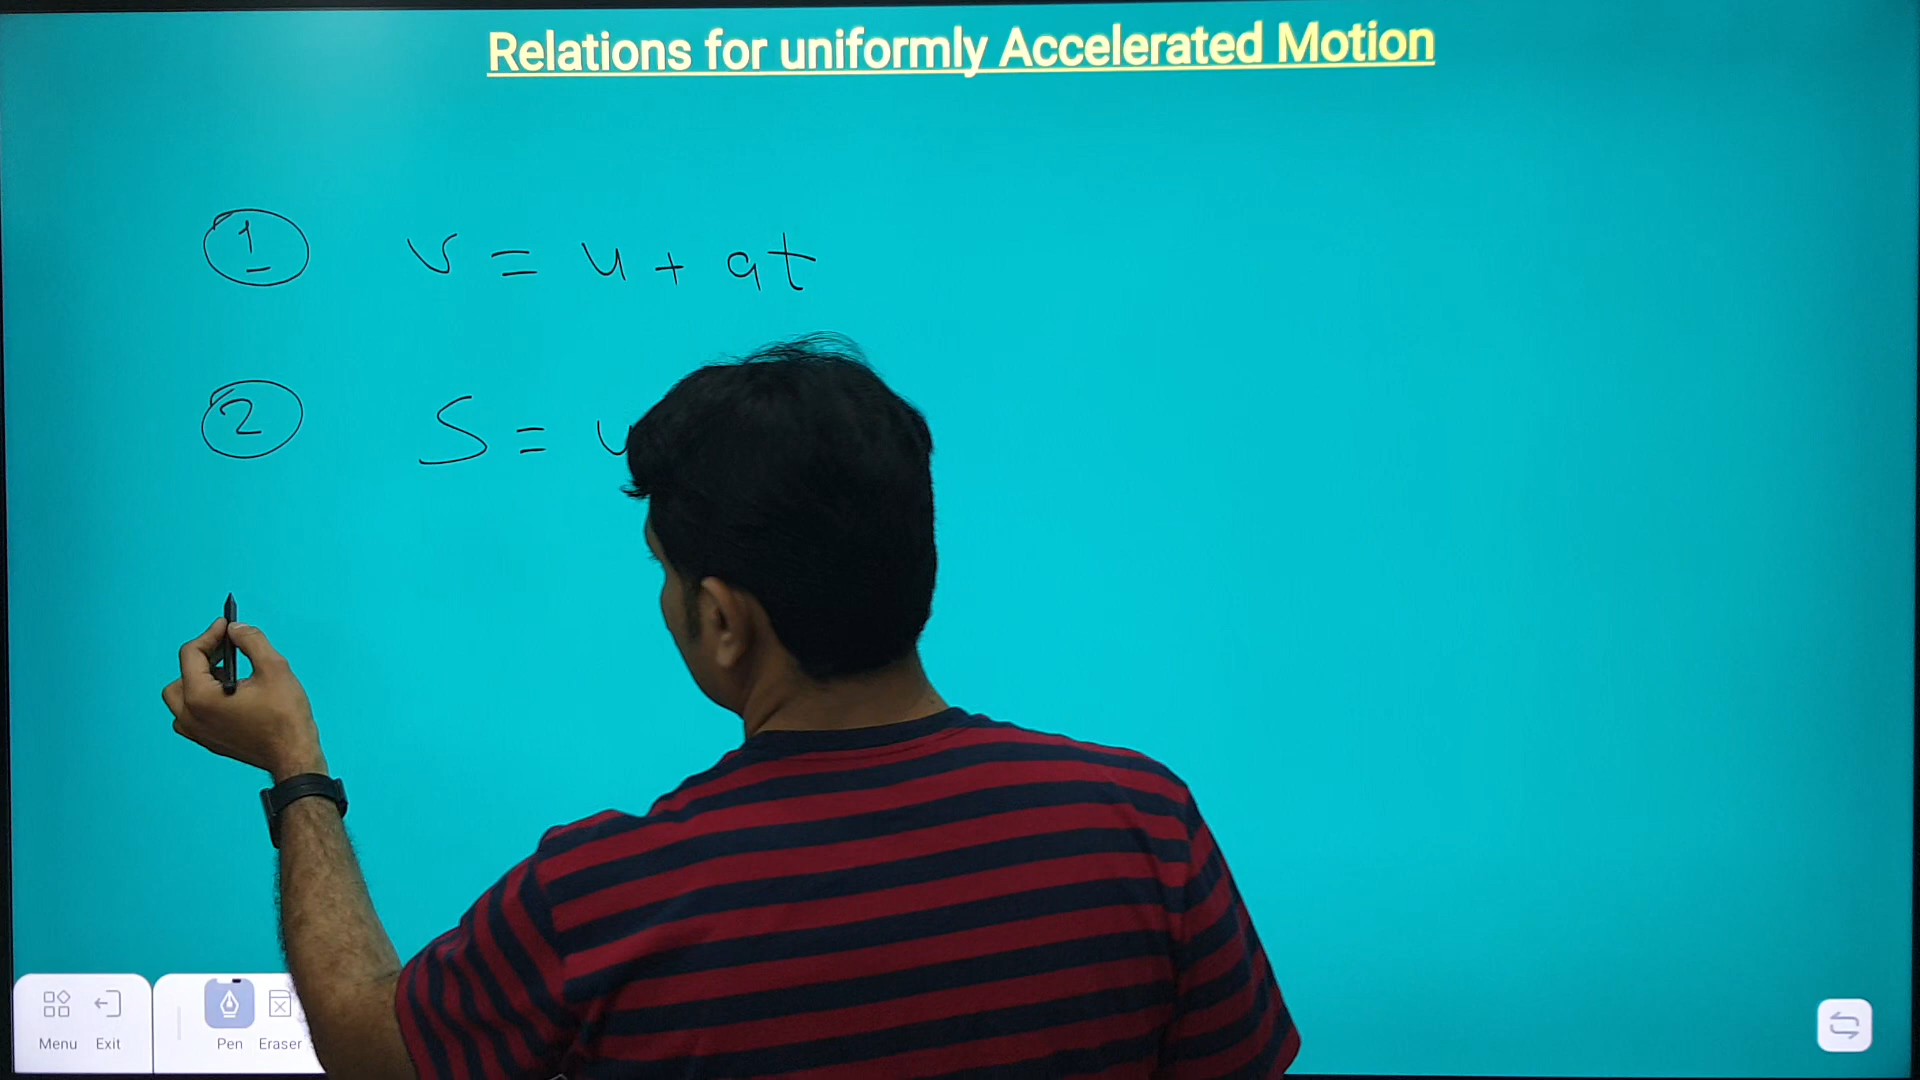 Relations for uniformly Accelerated Motion
1 v = u + at
2 S = u
Menu Exit Pen Eraser